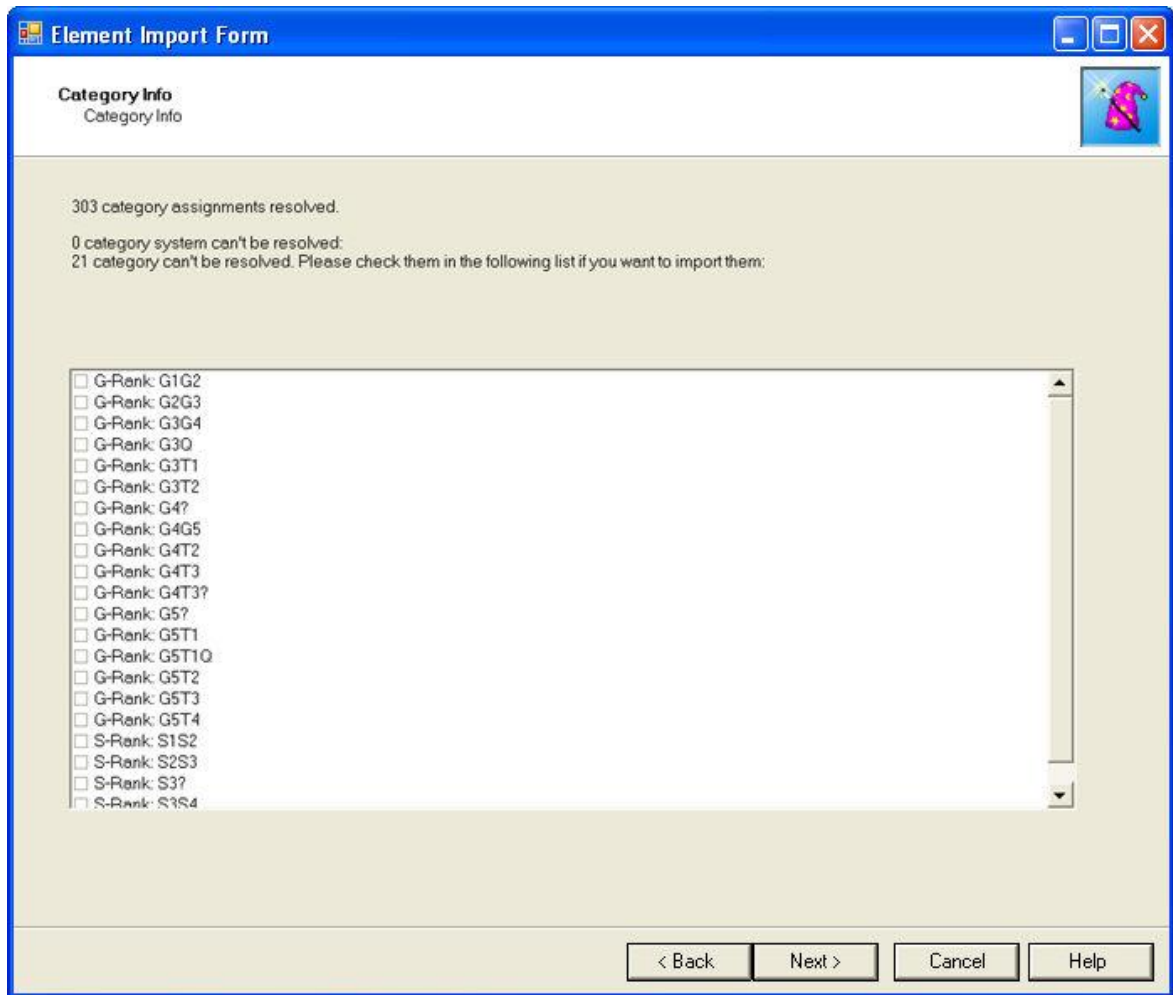 Element Import Form
Category Info
Category Info
303 category assignments resolved.
0 category system can't be resolved:
21 category can't be resolved. Please check them in the following list if you want to import them:
G-Rank: G1G2
G-Rank: G2G3
G-Rank: G3G4
G-Rank: G3Q
G-Rank: G3T1
G-Rank: G3T2
G-Rank: G4?
G-Rank: G4G5
G-Rank: G4T2
G-Rank: G4T3
G-Rank: G4T3?
G-Rank: G5?
G-Rank: G5T1
G-Rank: G5T1Q
G-Rank: G5T2
G-Rank: G5T3
G-Rank: G5T4
S-Rank: S1S2
S-Rank: S2S3
S-Rank: S3?
S-Rank: S3S4
< Back Next > Cancel Help